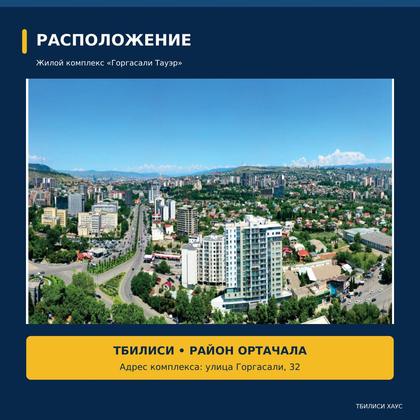 РАСПОЛОЖЕНИЕ
Жилой комплекс «Горгасали Тауэр»
ТБИЛИСИ • РАЙОН ОРТАЧАЛА
Адрес комплекса: улица Горгасали, 32
ТБИЛИСИ ХАУС